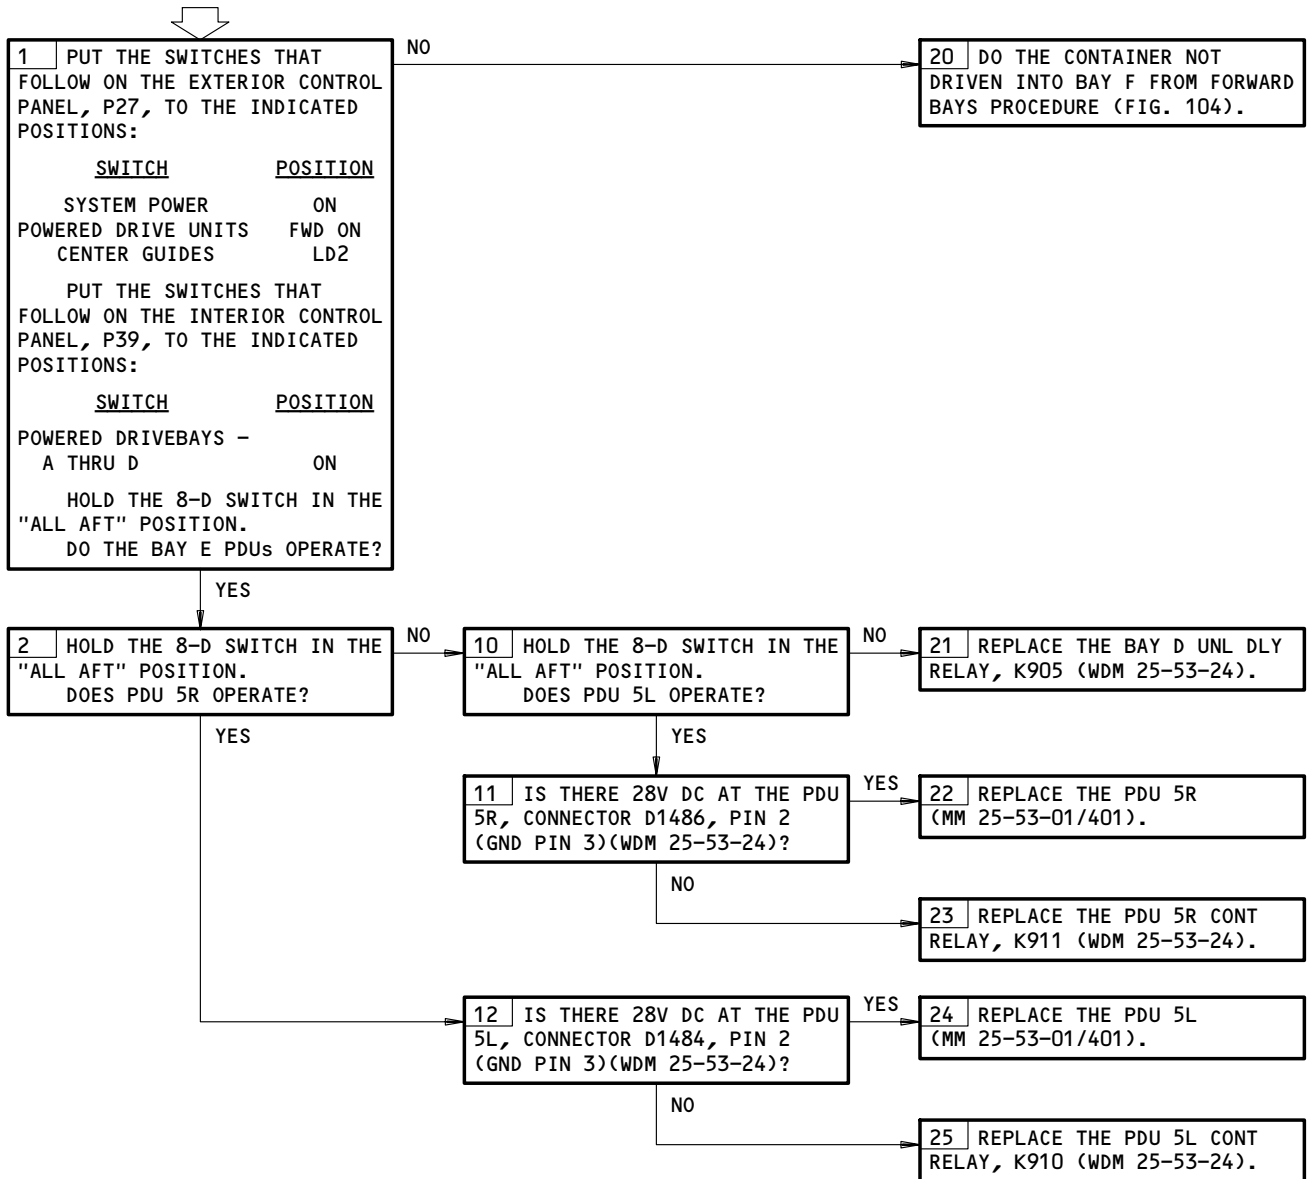 1 PUT THE SWITCHES THAT
FOLLOW ON THE EXTERIOR CONTROL
PANEL, P27, TO THE INDICATED
POSITIONS:
SWITCH POSITION
SYSTEM POWER ON
POWERED DRIVE UNITS FWD ON
CENTER GUIDES LD2
PUT THE SWITCHES THAT
FOLLOW ON THE INTERIOR CONTROL
PANEL, P39, TO THE INDICATED
POSITIONS:
SWITCH POSITION
POWERED DRIVEBAYS -
A THRU D ON
HOLD THE 8-D SWITCH IN THE
"ALL AFT" POSITION.
DO THE BAY E PDUs OPERATE?
NO
20 DO THE CONTAINER NOT
DRIVEN INTO BAY F FROM FORWARD
BAYS PROCEDURE (FIG. 104).
YES
2 HOLD THE 8-D SWITCH IN THE
"ALL AFT" POSITION.
DOES PDU 5R OPERATE?
NO
10 HOLD THE 8-D SWITCH IN THE
"ALL AFT" POSITION.
DOES PDU 5L OPERATE?
NO
21 REPLACE THE BAY D UNL DLY
RELAY, K905 (WDM 25-53-24).
YES
YES
11 IS THERE 28V DC AT THE PDU
5R, CONNECTOR D1486, PIN 2
(GND PIN 3)(WDM 25-53-24)?
YES
22 REPLACE THE PDU 5R
(MM 25-53-01/401).
NO
23 REPLACE THE PDU 5R CONT
RELAY, K911 (WDM 25-53-24).
12 IS THERE 28V DC AT THE PDU
5L, CONNECTOR D1484, PIN 2
(GND PIN 3)(WDM 25-53-24)?
YES
24 REPLACE THE PDU 5L
(MM 25-53-01/401).
NO
25 REPLACE THE PDU 5L CONT
RELAY, K910 (WDM 25-53-24).